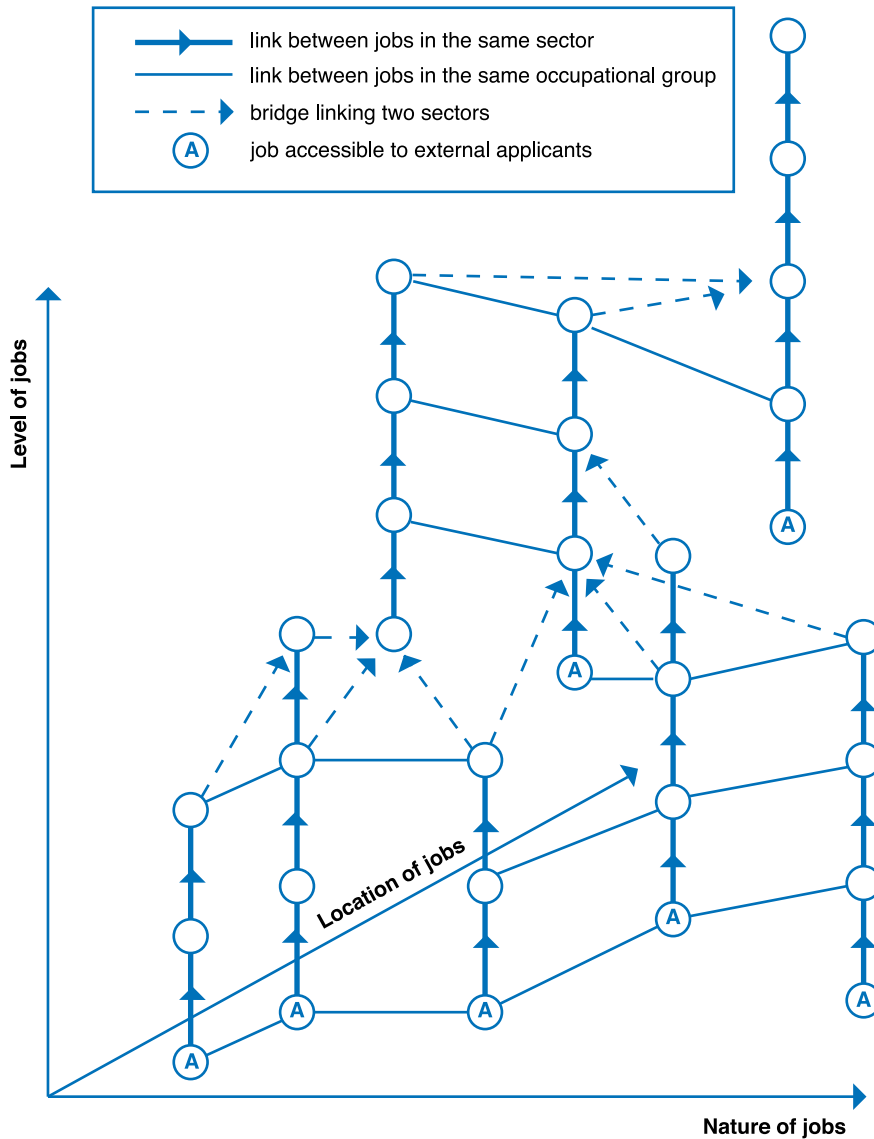 link between jobs in the same sector
link between jobs in the same occupational group
bridge linking two sectors
A job accessible to external applicants
Level of jobs
A
A
Location of jobs
A
A
A
A
A
Nature of jobs